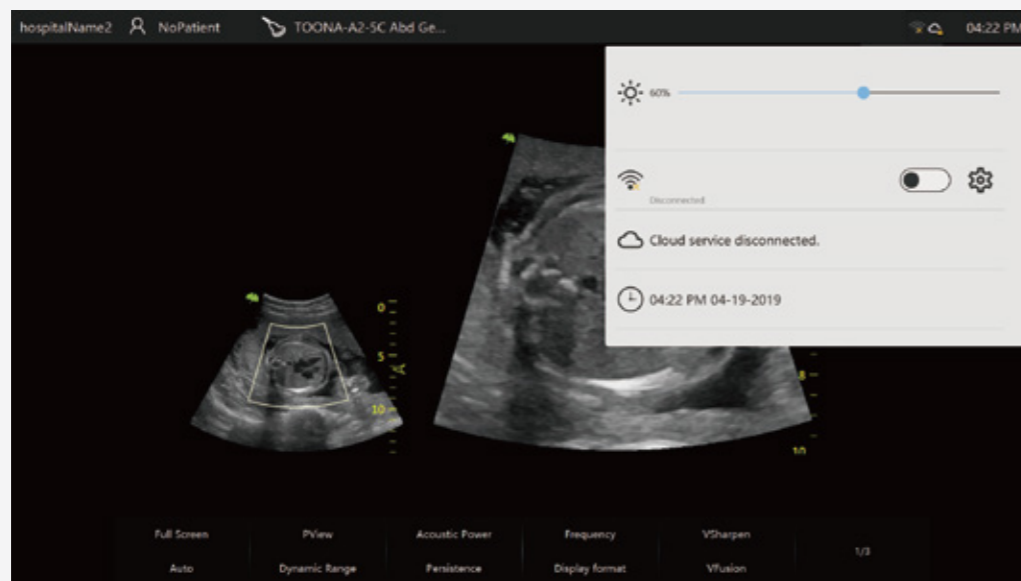 hospitalName2 NoPatient TOONA-A2-5C Abd Ge... 04:22 PM
60%
Disconnected
Cloud service disconnected.
04:22 PM 04-19-2019
0
5
10
8
10
Full Screen PView Acoustic Power Frequency VSharpen
1/3
Auto Dynamic Range Persistence Display format Vfusion